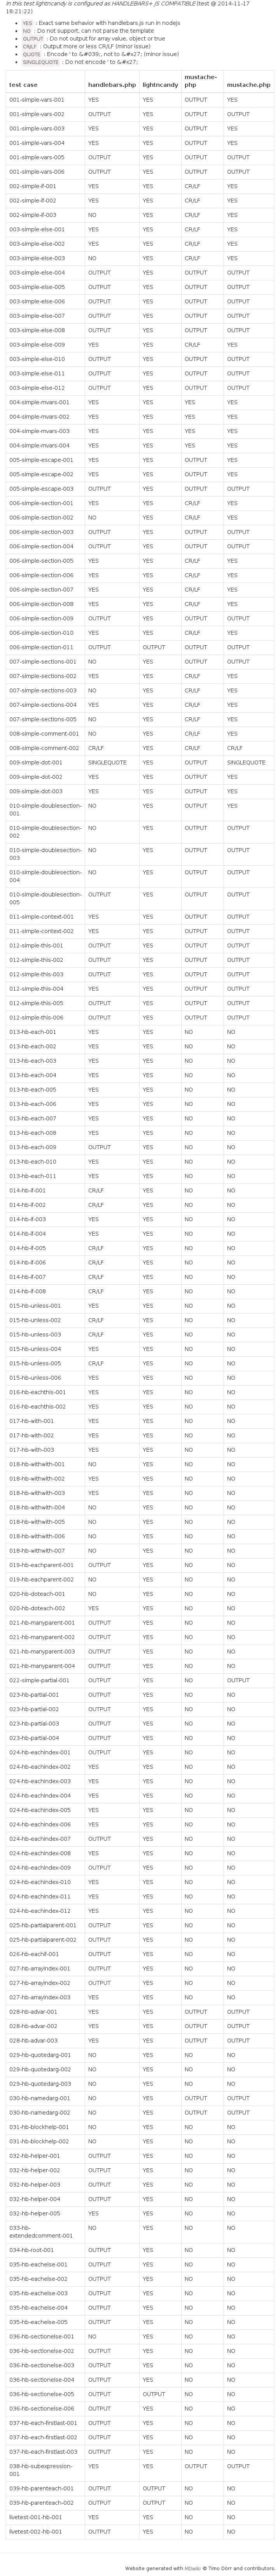 In this test lightncandy is configured as HANDLEBARS+ JS COMPATIBLE (test @ 2014-11-17 18:21:22)
YES : Exact same behavior with handlebars.js run in nodejs
NO : Do not support, can not parse the template
OUTPUT : Do not output for array value, object or true
CR/LF : Output more or less CR/LF (minor issue)
QUOTE : Encode ' to &#039;, not to &#x27; (minor issue)
SINGLEQUOTE : Do not encode ' to &#x27;
test case handlebars.php lightncandy mustache-php mustache.php
001-simple-vars-001 YES YES OUTPUT YES
001-simple-vars-002 OUTPUT YES OUTPUT OUTPUT
001-simple-vars-003 YES YES OUTPUT YES
001-simple-vars-004 YES YES OUTPUT YES
001-simple-vars-005 OUTPUT YES OUTPUT OUTPUT
001-simple-vars-006 OUTPUT YES OUTPUT OUTPUT
002-simple-if-001 YES YES CR/LF YES
002-simple-if-002 YES YES CR/LF YES
002-simple-if-003 NO YES CR/LF YES
003-simple-else-001 YES YES CR/LF YES
003-simple-else-002 YES YES CR/LF YES
003-simple-else-003 NO YES CR/LF YES
003-simple-else-004 OUTPUT YES OUTPUT OUTPUT
003-simple-else-005 OUTPUT YES OUTPUT OUTPUT
003-simple-else-006 OUTPUT YES OUTPUT OUTPUT
003-simple-else-007 OUTPUT YES OUTPUT OUTPUT
003-simple-else-008 OUTPUT YES OUTPUT OUTPUT
003-simple-else-009 YES YES CR/LF YES
003-simple-else-010 OUTPUT YES OUTPUT OUTPUT
003-simple-else-011 OUTPUT YES OUTPUT OUTPUT
003-simple-else-012 OUTPUT YES OUTPUT OUTPUT
004-simple-mvars-001 YES YES YES YES
004-simple-mvars-002 YES YES YES YES
004-simple-mvars-003 YES YES YES YES
004-simple-mvars-004 YES YES YES YES
005-simple-escape-001 YES YES OUTPUT YES
005-simple-escape-002 YES YES OUTPUT YES
005-simple-escape-003 OUTPUT YES OUTPUT OUTPUT
006-simple-section-001 YES YES CR/LF YES
006-simple-section-002 NO YES CR/LF YES
006-simple-section-003 OUTPUT YES OUTPUT OUTPUT
006-simple-section-004 OUTPUT YES OUTPUT OUTPUT
006-simple-section-005 YES YES CR/LF YES
006-simple-section-006 YES YES CR/LF YES
006-simple-section-007 YES YES CR/LF YES
006-simple-section-008 YES YES CR/LF YES
006-simple-section-009 OUTPUT YES OUTPUT OUTPUT
006-simple-section-010 YES YES CR/LF YES
006-simple-section-011 OUTPUT OUTPUT OUTPUT OUTPUT
007-simple-sections-001 NO YES OUTPUT OUTPUT
007-simple-sections-002 YES YES CR/LF YES
007-simple-sections-003 NO YES CR/LF YES
007-simple-sections-004 YES YES CR/LF YES
007-simple-sections-005 NO YES CR/LF YES
008-simple-comment-001 NO YES CR/LF YES
008-simple-comment-002 CR/LF YES CR/LF CR/LF
009-simple-dot-001 SINGLEQUOTE YES OUTPUT SINGLEQUOTE
009-simple-dot-002 YES YES OUTPUT YES
009-simple-dot-003 YES YES OUTPUT YES
010-simple-doublesection-001 NO YES OUTPUT YES
010-simple-doublesection-002 NO YES OUTPUT OUTPUT
010-simple-doublesection-003 NO YES OUTPUT OUTPUT
010-simple-doublesection-004 NO YES OUTPUT OUTPUT
010-simple-doublesection-005 OUTPUT YES OUTPUT OUTPUT
011-simple-context-001 YES YES OUTPUT OUTPUT
011-simple-context-002 YES YES OUTPUT OUTPUT
012-simple-this-001 OUTPUT YES OUTPUT OUTPUT
012-simple-this-002 OUTPUT YES OUTPUT OUTPUT
012-simple-this-003 OUTPUT YES OUTPUT OUTPUT
012-simple-this-004 YES YES OUTPUT OUTPUT
012-simple-this-005 OUTPUT YES OUTPUT OUTPUT
012-simple-this-006 OUTPUT YES OUTPUT OUTPUT
013-hb-each-001 YES YES NO NO
013-hb-each-002 YES YES NO NO
013-hb-each-003 YES YES NO NO
013-hb-each-004 YES YES NO NO
013-hb-each-005 YES YES NO NO
013-hb-each-006 YES YES NO NO
013-hb-each-007 YES YES NO NO
013-hb-each-008 YES YES NO NO
013-hb-each-009 OUTPUT YES NO NO
013-hb-each-010 YES YES NO NO
013-hb-each-011 YES YES NO NO
014-hb-if-001 CR/LF YES NO NO
014-hb-if-002 CR/LF YES NO NO
014-hb-if-003 YES YES NO NO
014-hb-if-004 YES YES NO NO
014-hb-if-005 CR/LF YES NO NO
014-hb-if-006 CR/LF YES NO NO
014-hb-if-007 CR/LF YES NO NO
014-hb-if-008 CR/LF YES NO NO
015-hb-unless-001 YES YES NO NO
015-hb-unless-002 CR/LF YES NO NO
015-hb-unless-003 CR/LF YES NO NO
015-hb-unless-004 YES YES NO NO
015-hb-unless-005 CR/LF YES NO NO
015-hb-unless-006 YES YES NO NO
016-hb-eachthis-001 YES YES NO NO
016-hb-eachthis-002 YES YES NO NO
017-hb-with-001 YES YES NO NO
017-hb-with-002 YES YES NO NO
017-hb-with-003 YES YES NO NO
018-hb-withwith-001 NO YES NO NO
018-hb-withwith-002 YES YES NO NO
018-hb-withwith-003 YES YES NO NO
018-hb-withwith-004 NO YES NO NO
018-hb-withwith-005 NO YES NO NO
018-hb-withwith-006 NO YES NO NO
018-hb-withwith-007 NO YES NO NO
019-hb-eachparent-001 OUTPUT YES NO NO
019-hb-eachparent-002 NO YES NO NO
020-hb-doteach-001 NO YES NO NO
020-hb-doteach-002 YES YES NO NO
021-hb-manyparent-001 OUTPUT YES NO NO
021-hb-manyparent-002 OUTPUT YES NO NO
021-hb-manyparent-003 OUTPUT YES NO NO
021-hb-manyparent-004 OUTPUT YES NO NO
022-simple-partial-001 OUTPUT YES NO OUTPUT
023-hb-partial-001 OUTPUT YES NO NO
023-hb-partial-002 OUTPUT YES NO NO
023-hb-partial-003 OUTPUT YES NO NO
023-hb-partial-004 OUTPUT YES NO NO
024-hb-eachindex-001 OUTPUT YES NO NO
024-hb-eachindex-002 YES YES NO NO
024-hb-eachindex-003 YES YES NO NO
024-hb-eachindex-004 YES YES NO NO
024-hb-eachindex-005 YES YES NO NO
024-hb-eachindex-006 YES YES NO NO
024-hb-eachindex-007 OUTPUT YES NO NO
024-hb-eachindex-008 YES YES NO NO
024-hb-eachindex-009 OUTPUT YES NO NO
024-hb-eachindex-010 YES YES NO NO
024-hb-eachindex-011 YES YES NO NO
024-hb-eachindex-012 YES YES NO NO
025-hb-partialparent-001 OUTPUT YES NO NO
025-hb-partialparent-002 OUTPUT YES NO NO
026-hb-eachif-001 OUTPUT YES NO NO
027-hb-arrayindex-001 OUTPUT YES NO NO
027-hb-arrayindex-002 OUTPUT YES NO NO
027-hb-arrayindex-003 YES YES NO NO
028-hb-advar-001 YES YES OUTPUT OUTPUT
028-hb-advar-002 YES YES OUTPUT OUTPUT
028-hb-advar-003 YES YES OUTPUT OUTPUT
029-hb-quotedarg-001 NO YES NO NO
029-hb-quotedarg-002 NO YES NO NO
029-hb-quotedarg-003 NO YES NO NO
030-hb-namedarg-001 NO YES OUTPUT OUTPUT
030-hb-namedarg-002 NO YES OUTPUT OUTPUT
031-hb-blockhelp-001 NO YES NO NO
031-hb-blockhelp-002 NO YES NO NO
032-hb-helper-001 OUTPUT YES NO NO
032-hb-helper-002 OUTPUT YES NO NO
032-hb-helper-003 OUTPUT YES NO NO
032-hb-helper-004 OUTPUT YES NO NO
032-hb-helper-005 YES YES NO NO
033-hb-extendedcomment-001 NO YES NO NO
034-hb-root-001 OUTPUT YES NO NO
035-hb-eachelse-001 OUTPUT YES NO NO
035-hb-eachelse-002 OUTPUT YES NO NO
035-hb-eachelse-003 OUTPUT YES NO NO
035-hb-eachelse-004 OUTPUT YES NO NO
035-hb-eachelse-005 OUTPUT YES NO NO
036-hb-sectionelse-001 NO YES NO NO
036-hb-sectionelse-002 OUTPUT YES NO NO
036-hb-sectionelse-003 OUTPUT YES NO NO
036-hb-sectionelse-004 OUTPUT YES NO NO
036-hb-sectionelse-005 OUTPUT OUTPUT NO NO
036-hb-sectionelse-006 OUTPUT YES NO NO
037-hb-each-firstlast-001 OUTPUT YES NO NO
037-hb-each-firstlast-002 OUTPUT YES NO NO
037-hb-each-firstlast-003 OUTPUT YES NO NO
038-hb-subexpression-001 YES YES OUTPUT OUTPUT
039-hb-parenteach-001 OUTPUT OUTPUT NO NO
039-hb-parenteach-002 OUTPUT OUTPUT NO NO
livetest-001-hb-001 YES YES NO NO
livetest-002-hb-001 OUTPUT YES NO NO
Website generated with MDwiki © Timo Dörr and contributors.